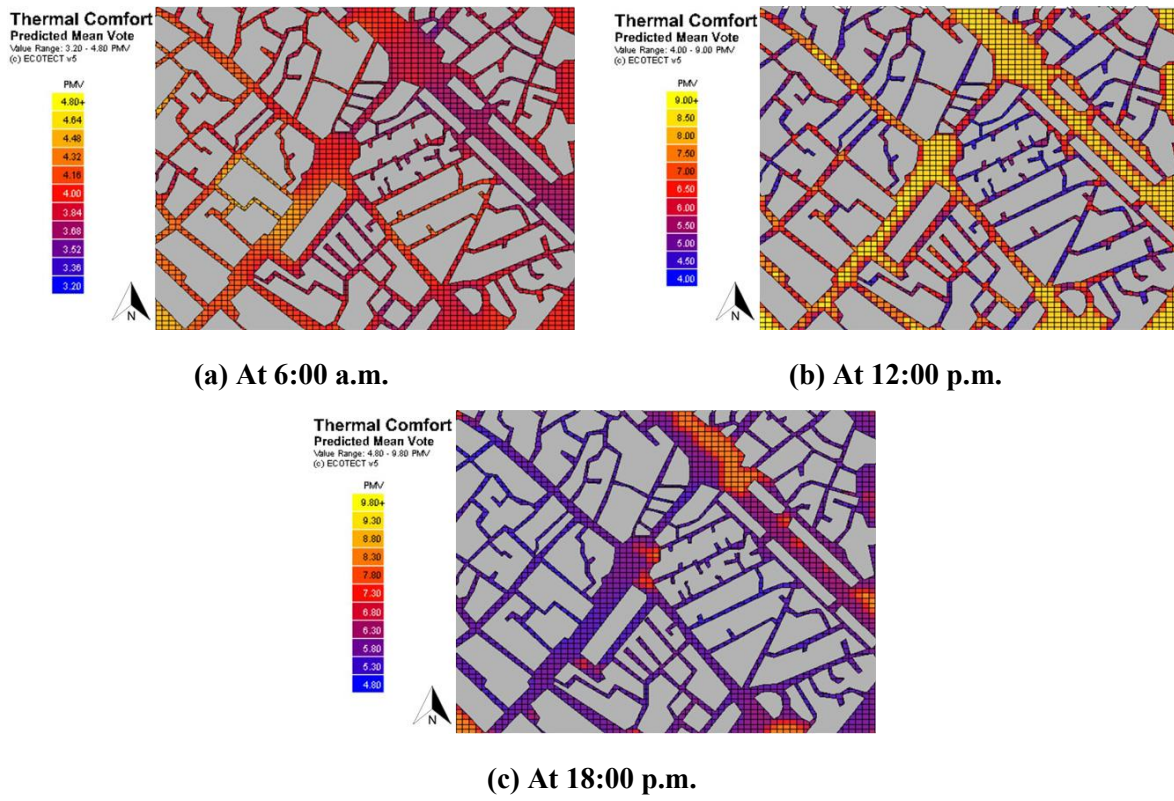 Thermal Comfort
Predicted Mean Vote
Value Range: 3.20 - 4.80 PMV
(c) ECOTECT v5
PMV
4.80+
4.64
4.48
4.32
4.16
4.00
3.84
3.68
3.52
3.36
3.20
N
(a) At 6:00 a.m.
Thermal Comfort
Predicted Mean Vote
Value Range: 4.00 - 9.00 PMV
(c) ECOTECT v5
PMV
9.00+
8.50
8.00
7.50
7.00
6.50
6.00
5.50
5.00
4.50
4.00
N
(b) At 12:00 p.m.
Thermal Comfort
Predicted Mean Vote
Value Range: 4.80 - 9.80 PMV
(c) ECOTECT v5
PMV
9.80+
9.30
8.80
8.30
7.80
7.30
6.80
6.30
5.80
5.30
4.80
N
(c) At 18:00 p.m.